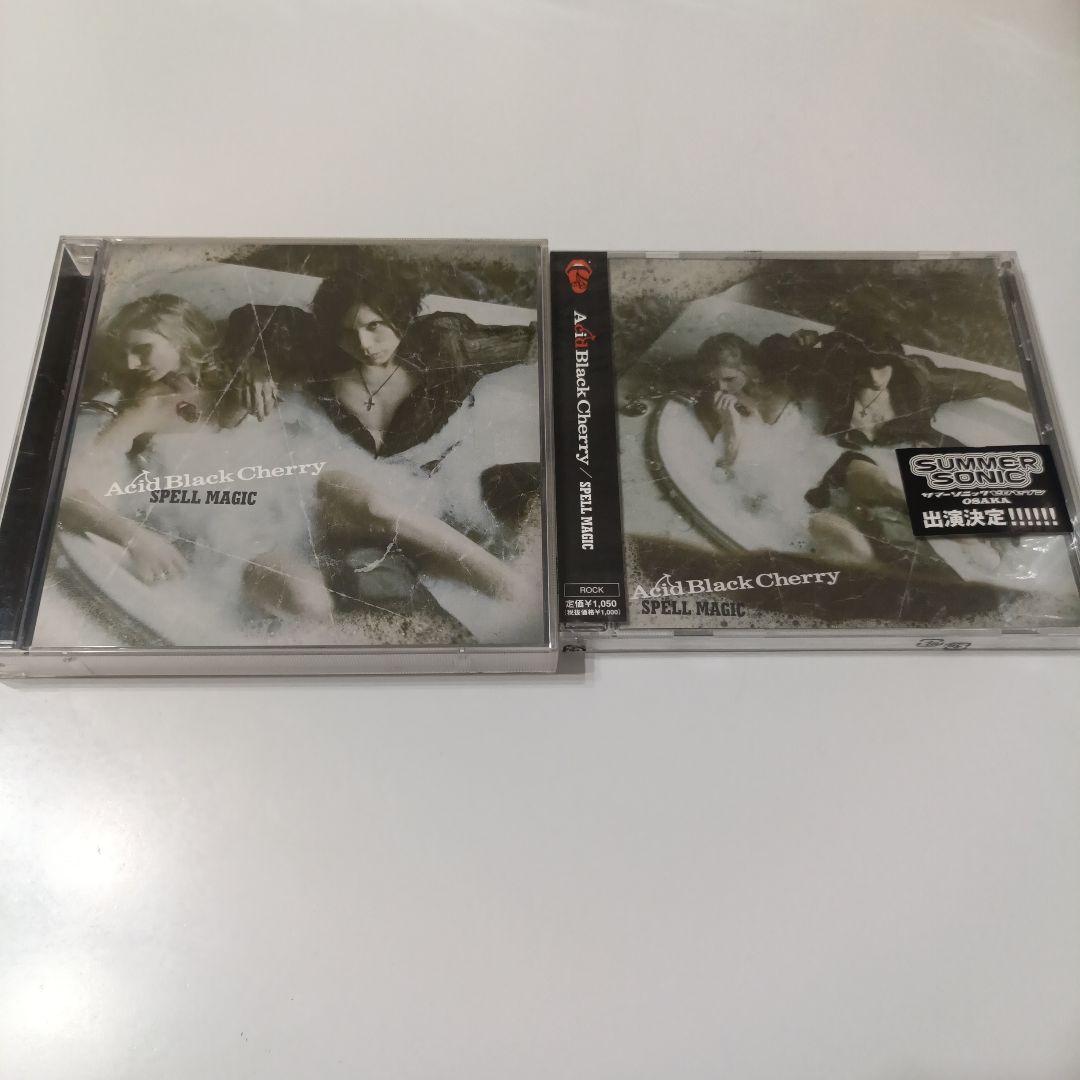 Acid Black Cherry
SPELL MAGIC
Acid Black Cherry / SPELL MAGIC
ROCK
定価¥1,050
(税抜価格¥1,000)
SUMMER
SONIC
OSAKA
出演決定!!!!!!
Acid Black Cherry
SPELL MAGIC